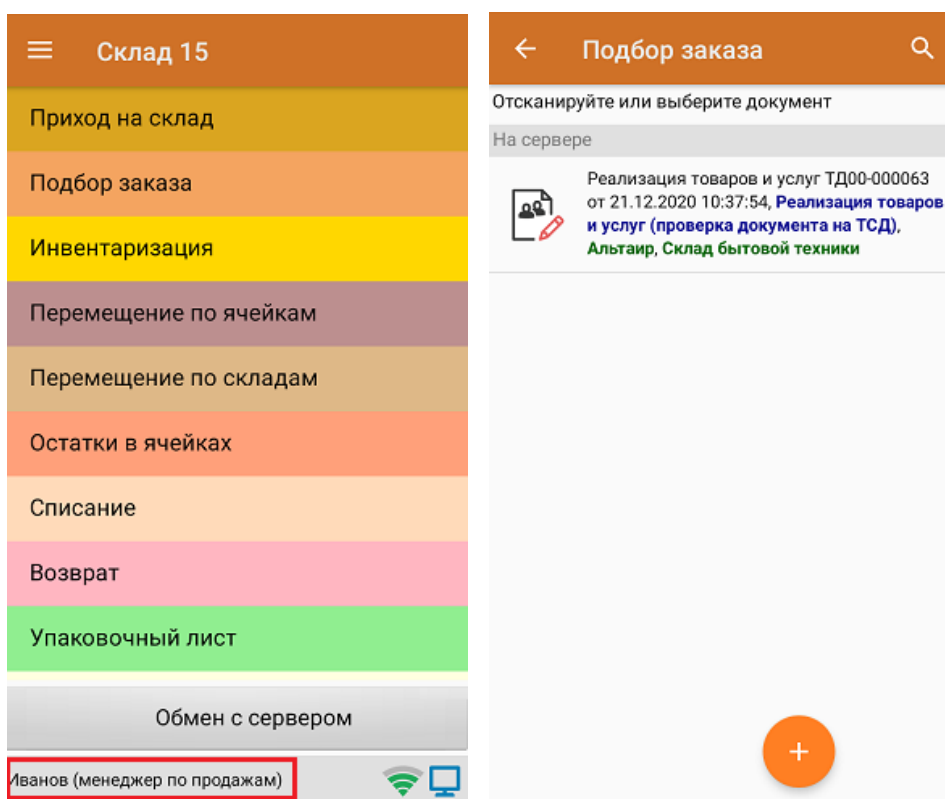 Склад 15
Приход на склад
Подбор заказа
Инвентаризация
Перемещение по ячейкам
Перемещение по складам
Остатки в ячейках
Списание
Возврат
Упаковочный лист
Обмен с сервером
Иванов (менеджер по продажам)
Подбор заказа
Отсканируйте или выберите документ
На сервере
Реализация товаров и услуг ТД00-000063
от 21.12.2020 10:37:54, Реализация товаров
и услуг (проверка документа на ТСД),
Альтаир, Склад бытовой техники